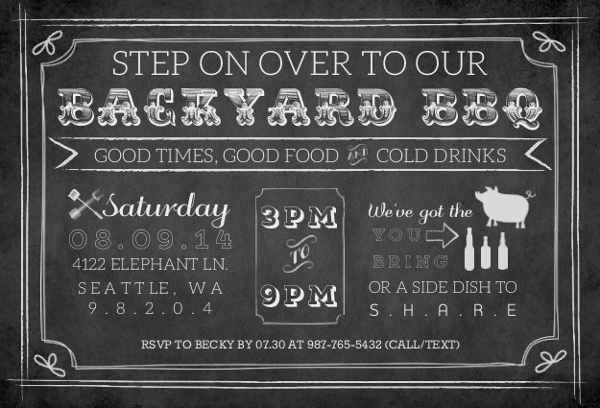 STEP ON OVER TO OUR
BACKYARD BBQ
GOOD TIMES, GOOD FOOD AND COLD DRINKS
Saturday
08.09.14
4122 ELEPHANT LN.
SEATTLE, WA
9.8.2.0.4
3PM
TO
9PM
We've got the
YOU
BRING
OR A SIDE DISH TO
S.H.A.R.E
RSVP TO BECKY BY 07.30 AT 987-765-5432 (CALL/TEXT)